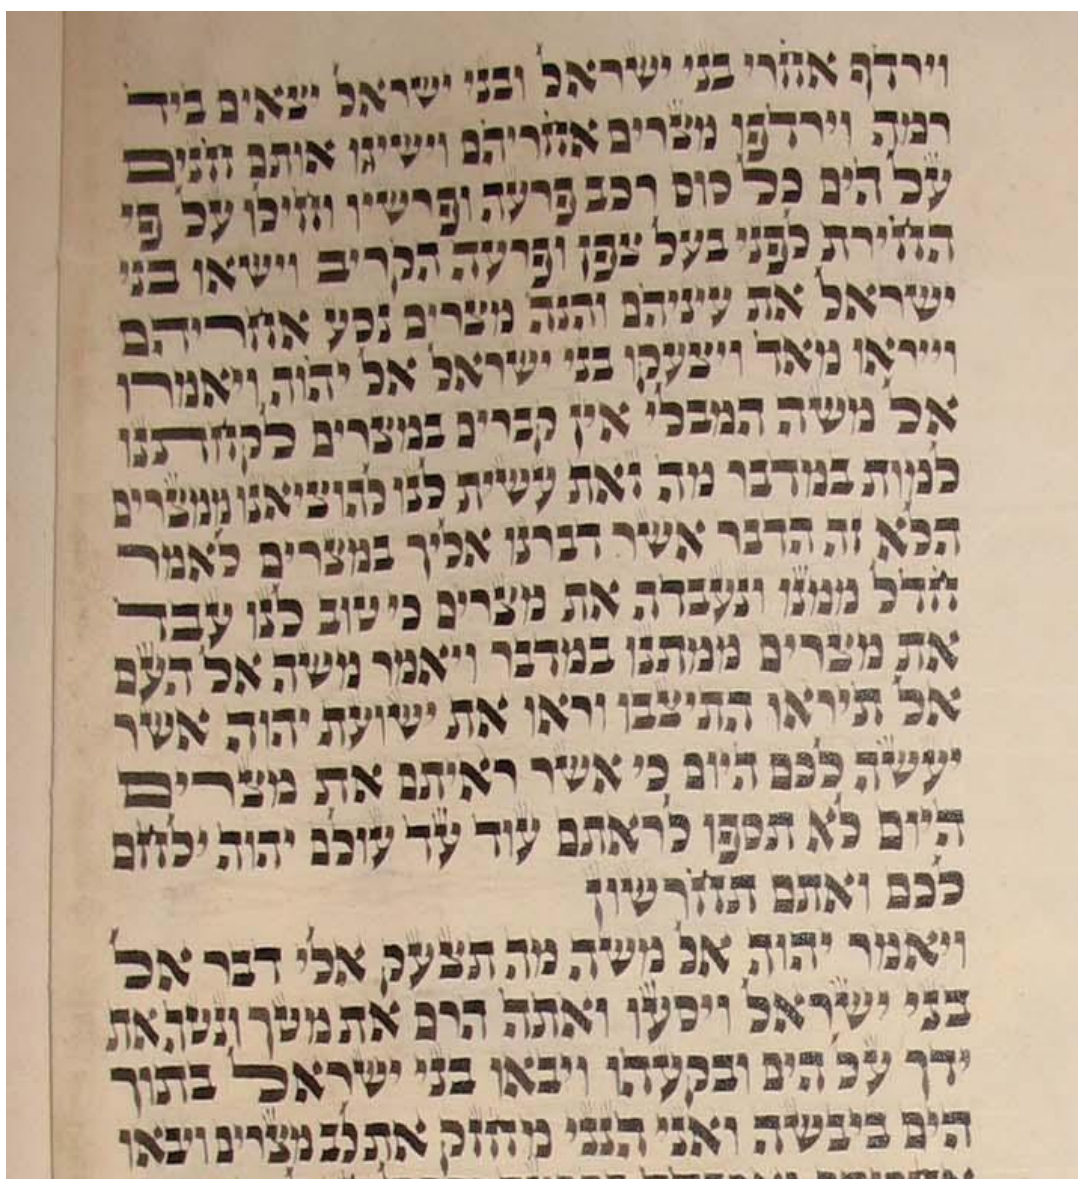 וירדף אחרי בני ישראל ובני ישראל יצאים ביד
רמה וירדפו מצרים אחריהם וישיגו אותם חנים
על הים כל סוס רכב פרעה ופרשיו וחילו על פי
החירת לפני בעל צפן ופרעה הקריב וישאו בני
ישראל את עיניהם והנה מצרים נסע אחריהם
וייראו מאד ויצעקו בני ישראל אל יהוה ויאמרו
אל משה המבלי אין קברים במצרים לקחתנו
למות במדבר מה זאת עשית לנו להוציאנו ממצרים
הלא זה הדבר אשר דברנו אליך במצרים לאמר
חדל ממנו ונעבדה את מצרים כי טוב לנו עבד
את מצרים ממתנו במדבר ויאמר משה אל העם
אל תיראו התיצבו וראו את ישועת יהוה אשר
יעשה לכם היום כי אשר ראיתם את מצרים
היום לא תספו לראתם עוד עד עולם יהוה ילחם
לכם ואתם תחרשון
ויאמר יהוה אל משה מה תצעק אלי דבר אל
בני ישראל ויסעו ואתה הרם את מטך ונטה את
ידך על הים ובקעהו ויבאו בני ישראל בתוך
הים ביבשה ואני הנני מחזק את לב מצרים ויבאו